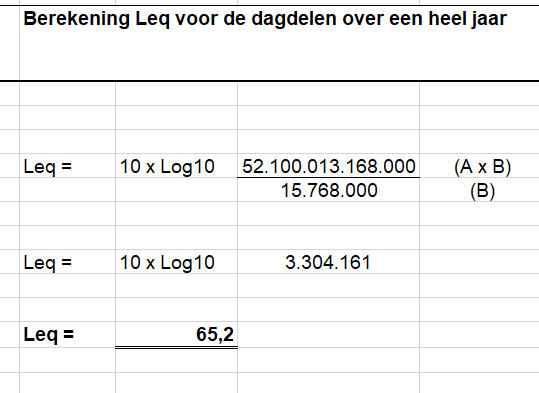 Berekening Leq voor de dagdelen over een heel jaar
Leq = 10 x Log10 52.100.013.168.000 (A x B)
15.768.000 (B)
Leq = 10 x Log10 3.304.161
Leq = 65,2